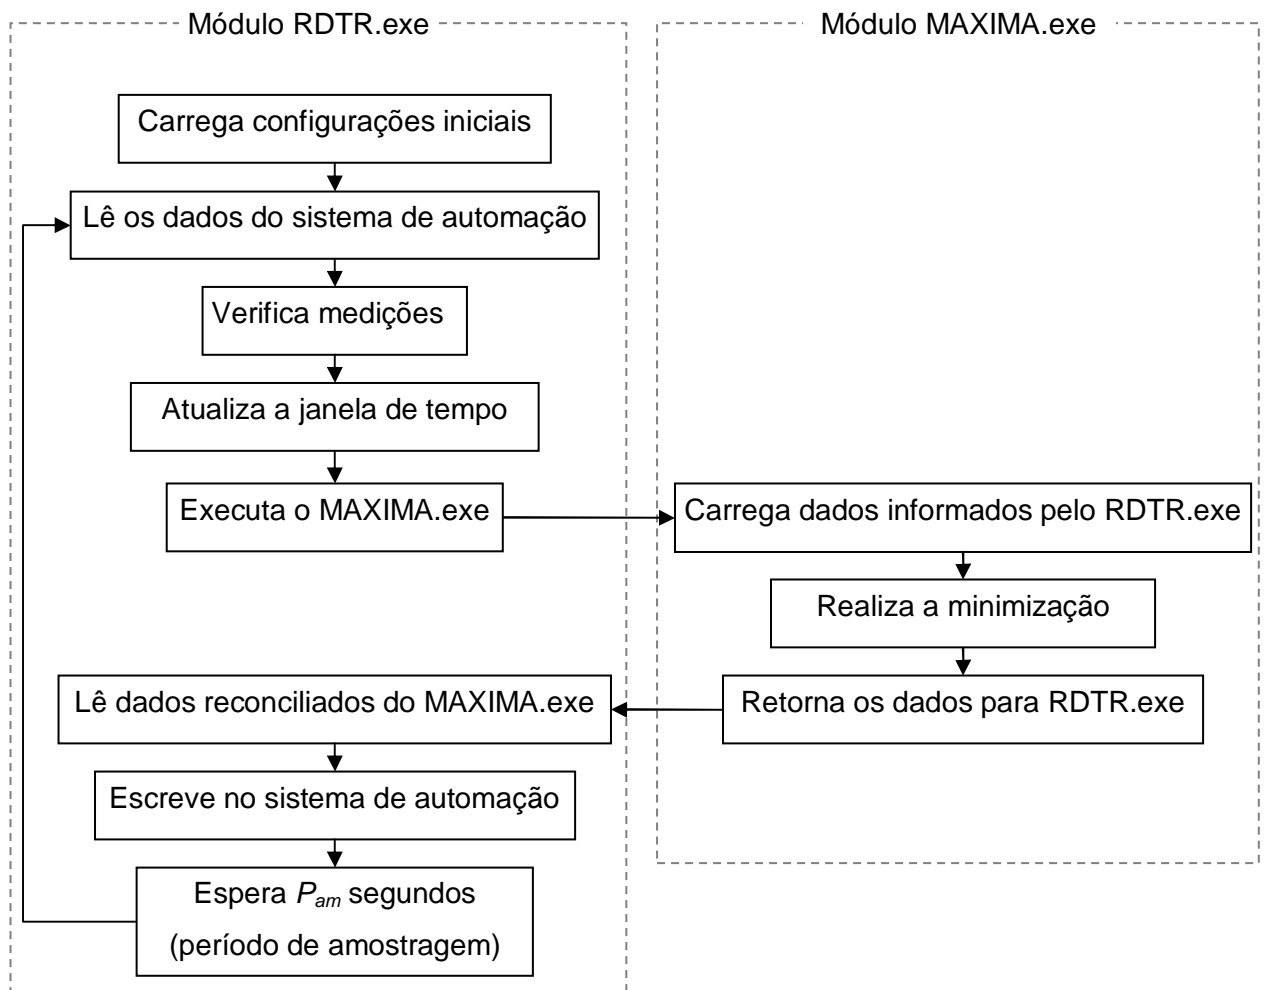 Módulo RDTR.exe
Carrega configurações iniciais
Lê os dados do sistema de automação
Verifica medições
Atualiza a janela de tempo
Executa o MAXIMA.exe
Módulo MAXIMA.exe
Carrega dados informados pelo RDTR.exe
Realiza a minimização
Retorna os dados para RDTR.exe
Lê dados reconciliados do MAXIMA.exe
Escreve no sistema de automação
Espera Pam segundos
(período de amostragem)